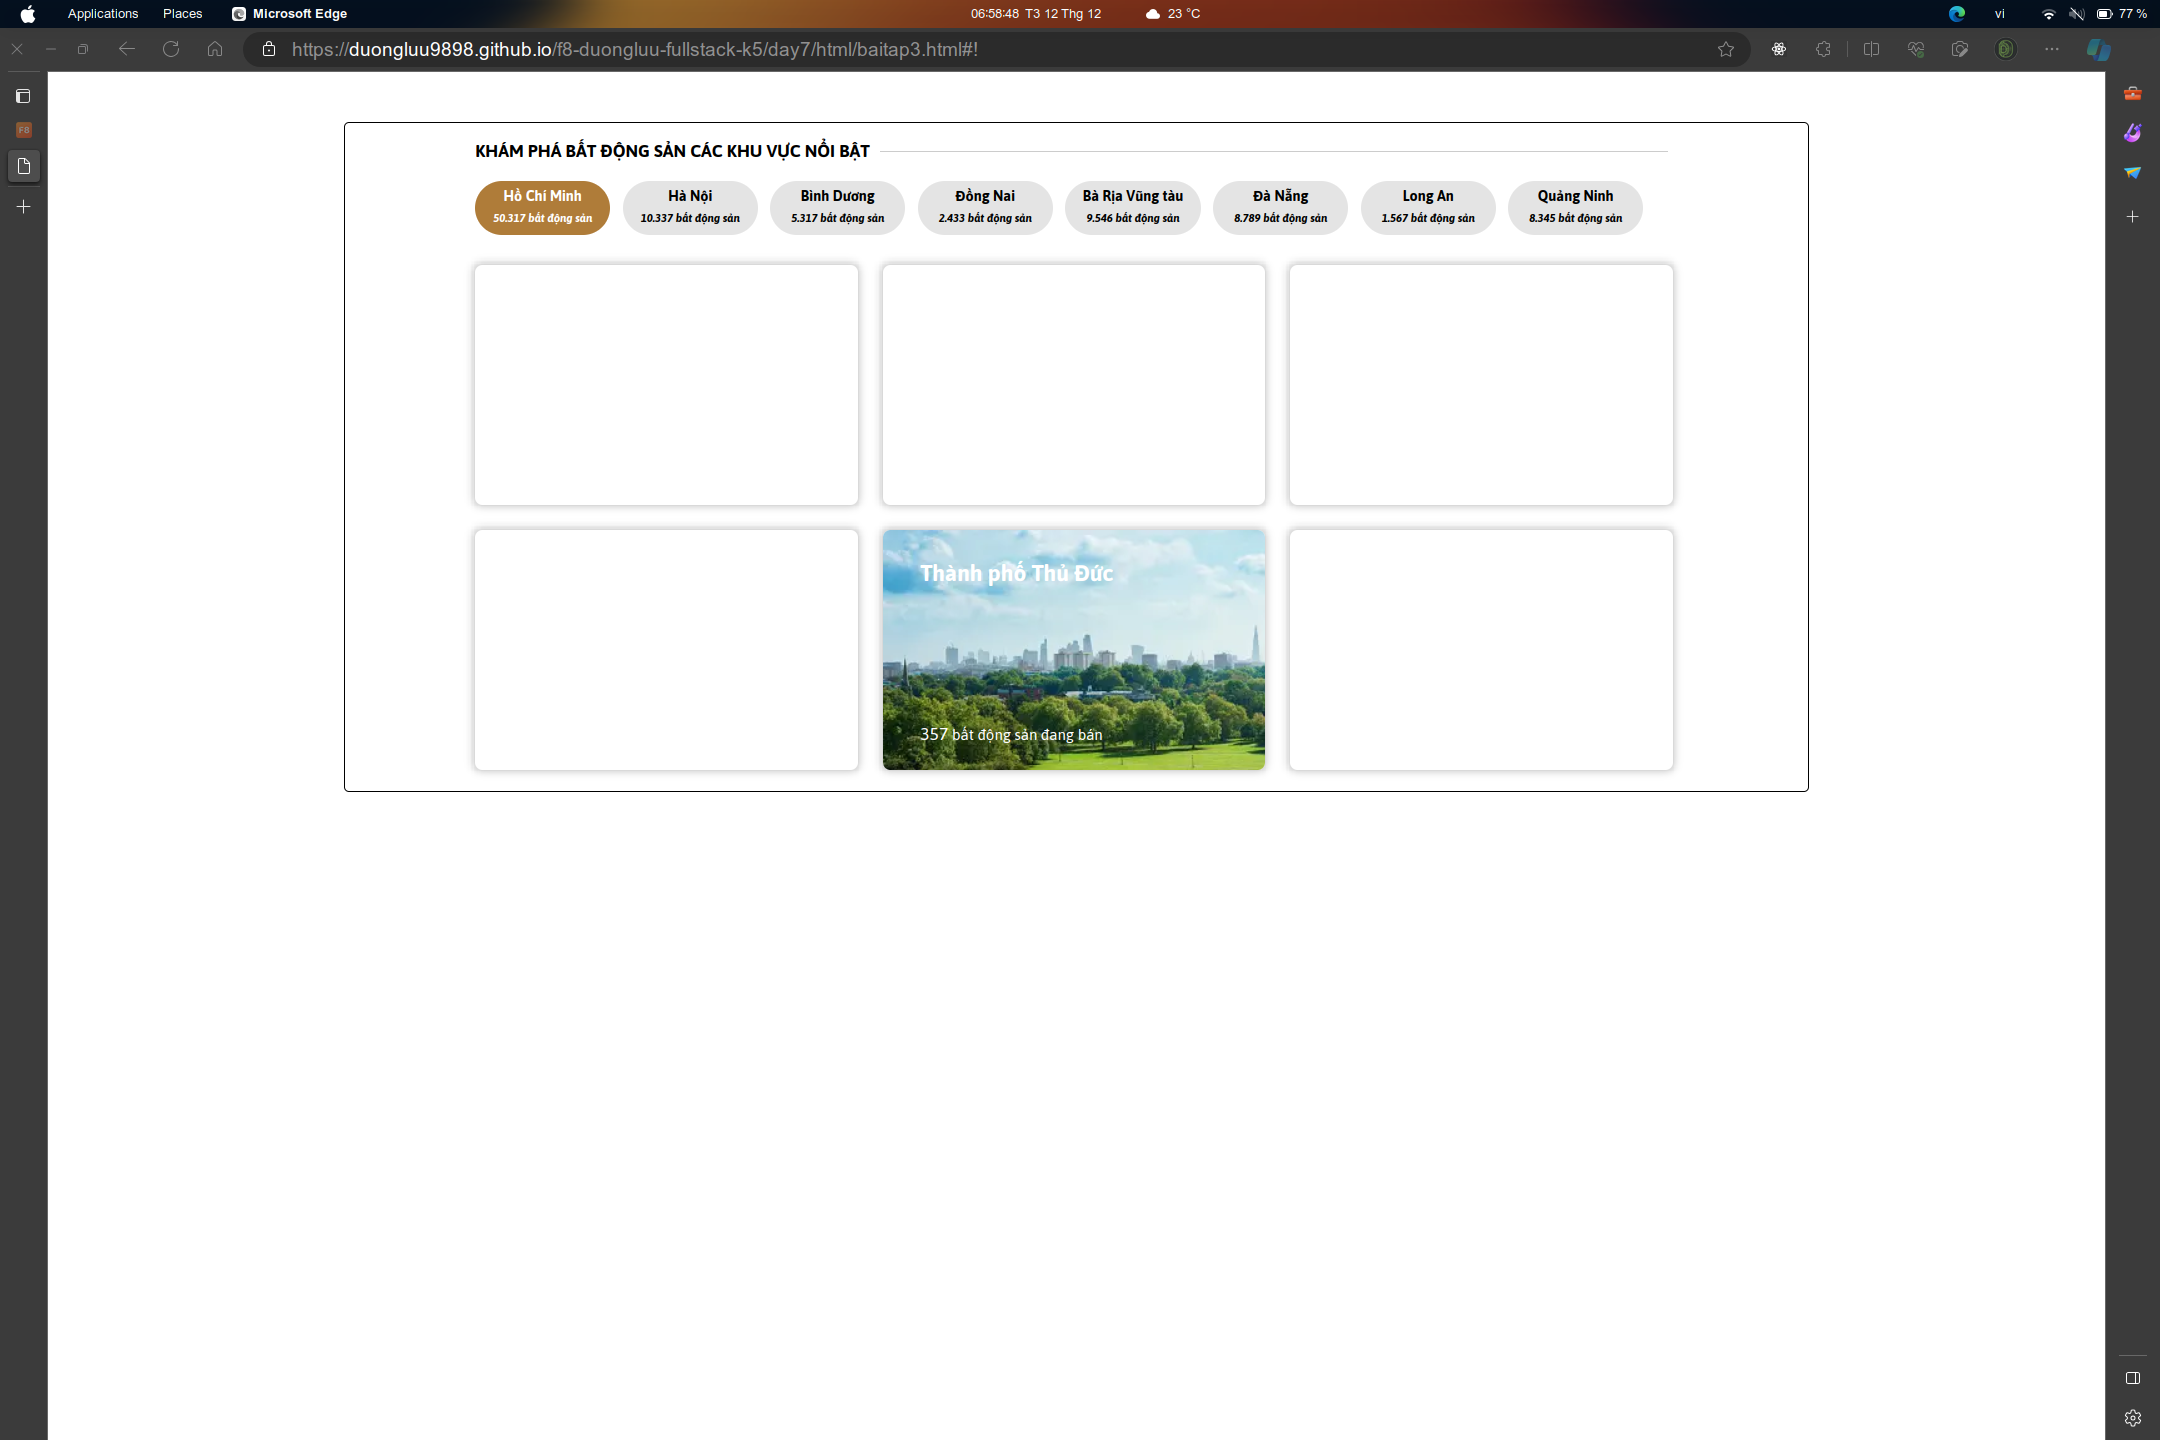 Applications Places Microsoft Edge 06:58:48 T3 12 Thg 12 23 °C vi 77 %
https://duongluu9898.github.io/f8-duongluu-fullstack-k5/day7/html/baitap3.html#!
F8
KHÁM PHÁ BẤT ĐỘNG SẢN CÁC KHU VỰC NỔI BẬT
Hồ Chí Minh Hà Nội Bình Dương Đồng Nai Bà Rịa Vũng tàu Đà Nẵng Long An Quảng Ninh
50.317 bất động sản 10.337 bất động sản 5.317 bất động sản 2.433 bất động sản 9.546 bất động sản 8.789 bất động sản 1.567 bất động sản 8.345 bất động sản
Thành phố Thủ Đức
357 bất động sản đang bán